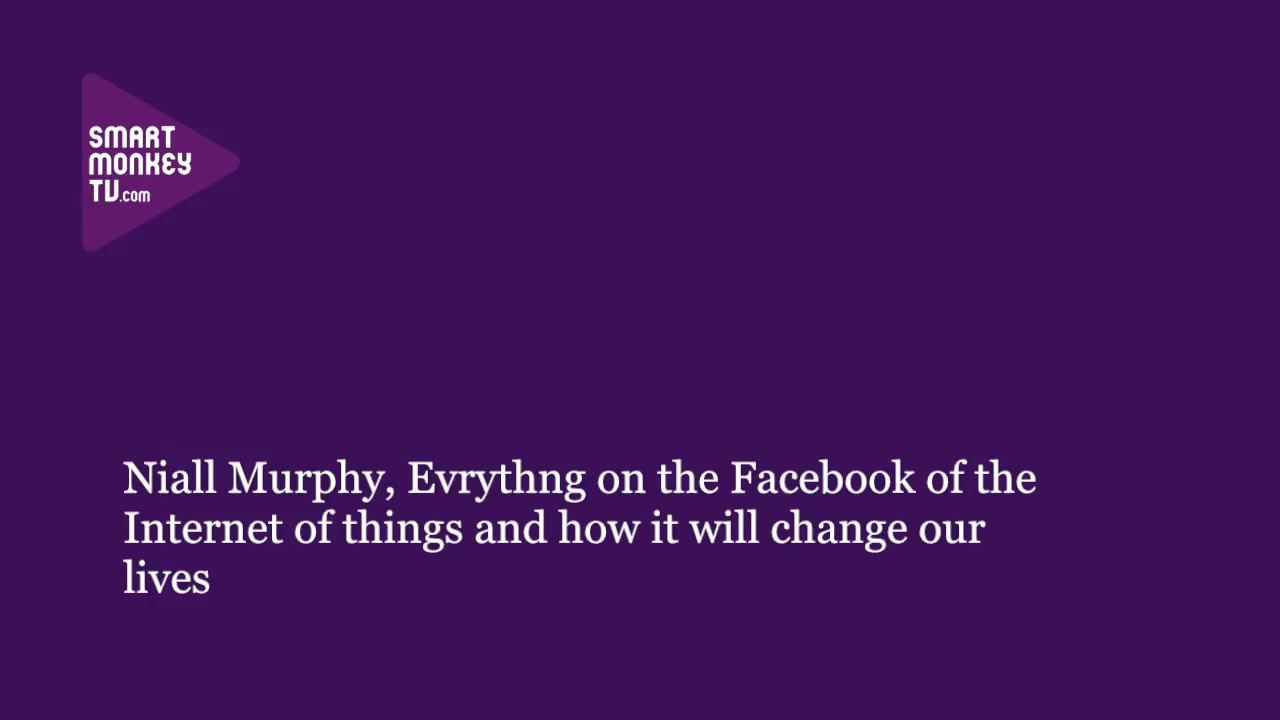 SMART
MONKEY
TV.com
Niall Murphy, Evrythng on the Facebook of the
Internet of things and how it will change our
lives